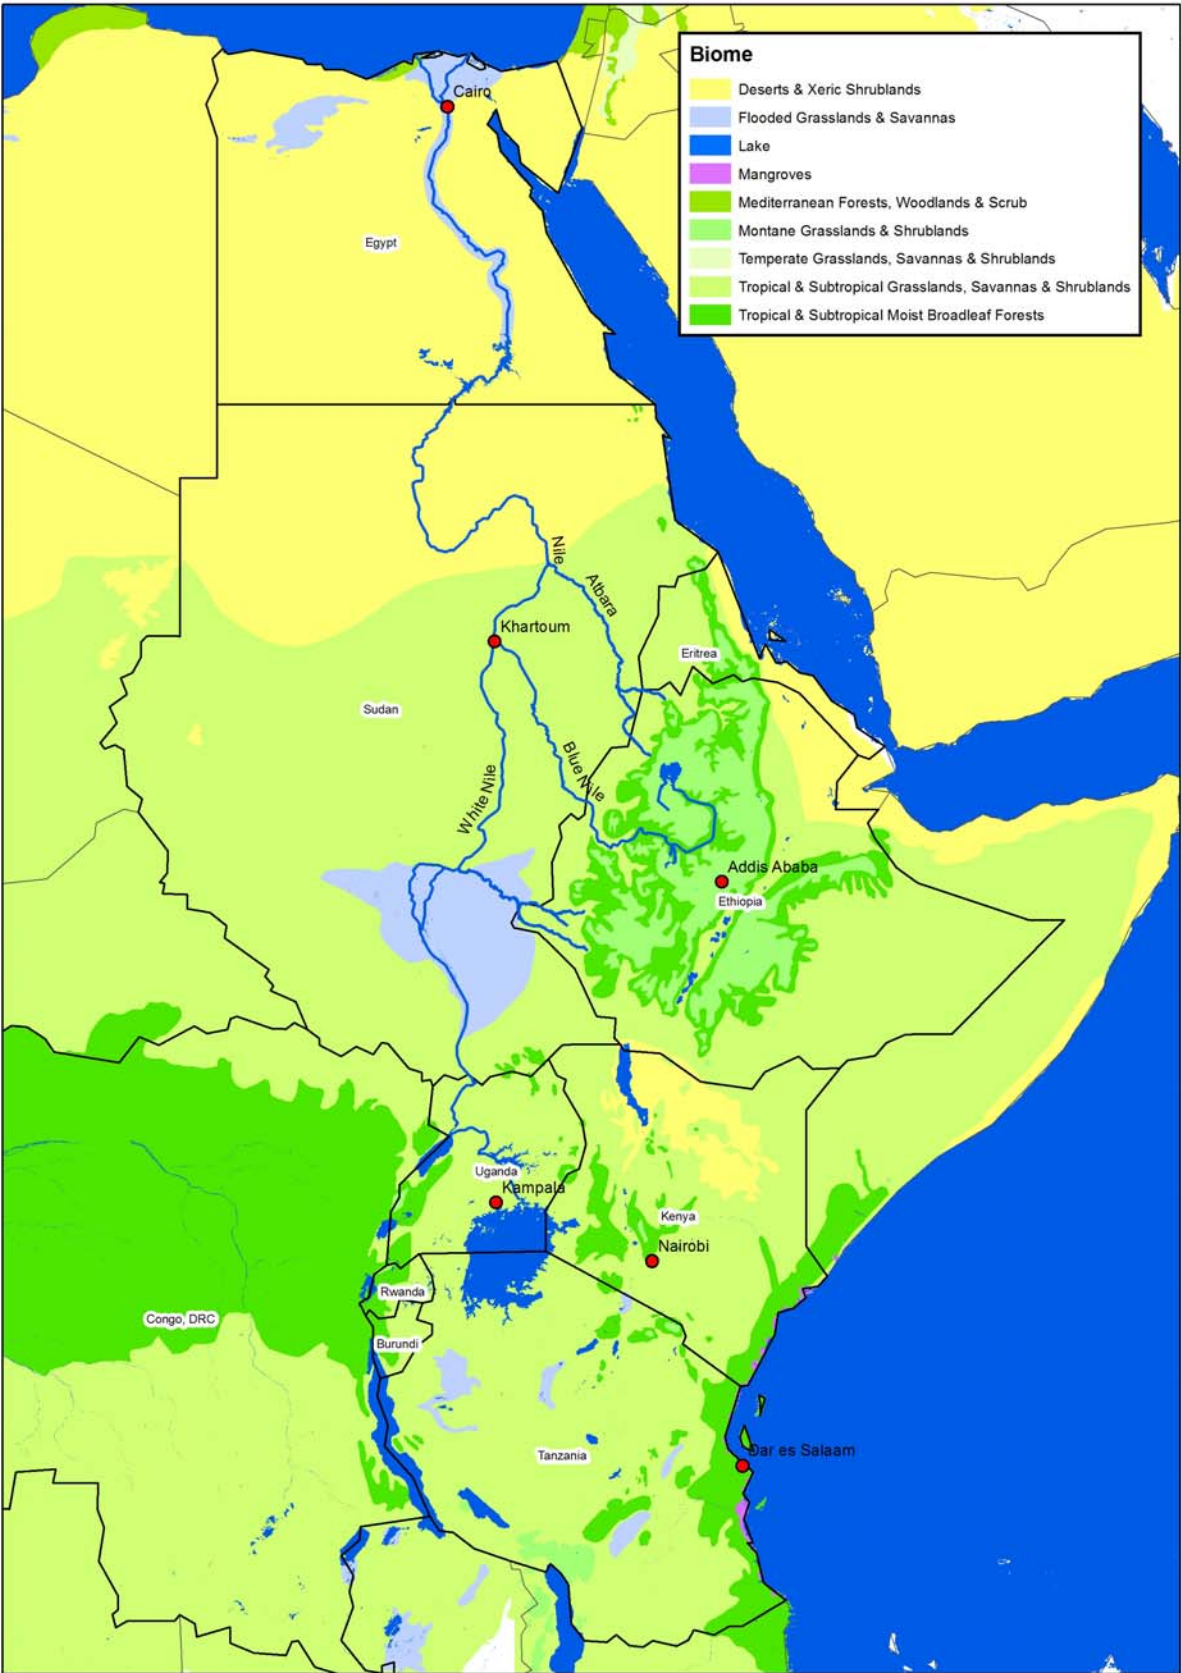 Biome
Deserts & Xeric Shrublands
Flooded Grasslands & Savannas
Lake
Mangroves
Mediterranean Forests, Woodlands & Scrub
Montane Grasslands & Shrublands
Temperate Grasslands, Savannas & Shrublands
Tropical & Subtropical Grasslands, Savannas & Shrublands
Tropical & Subtropical Moist Broadleaf Forests
Cairo
Egypt
Nile
Atbara
Khartoum
Eritrea
Sudan
Blue Nile
White Nile
Addis Ababa
Ethiopia
Uganda
Kampala
Kenya
Nairobi
Rwanda
Congo, DRC
Burundi
Dar es Salaam
Tanzania